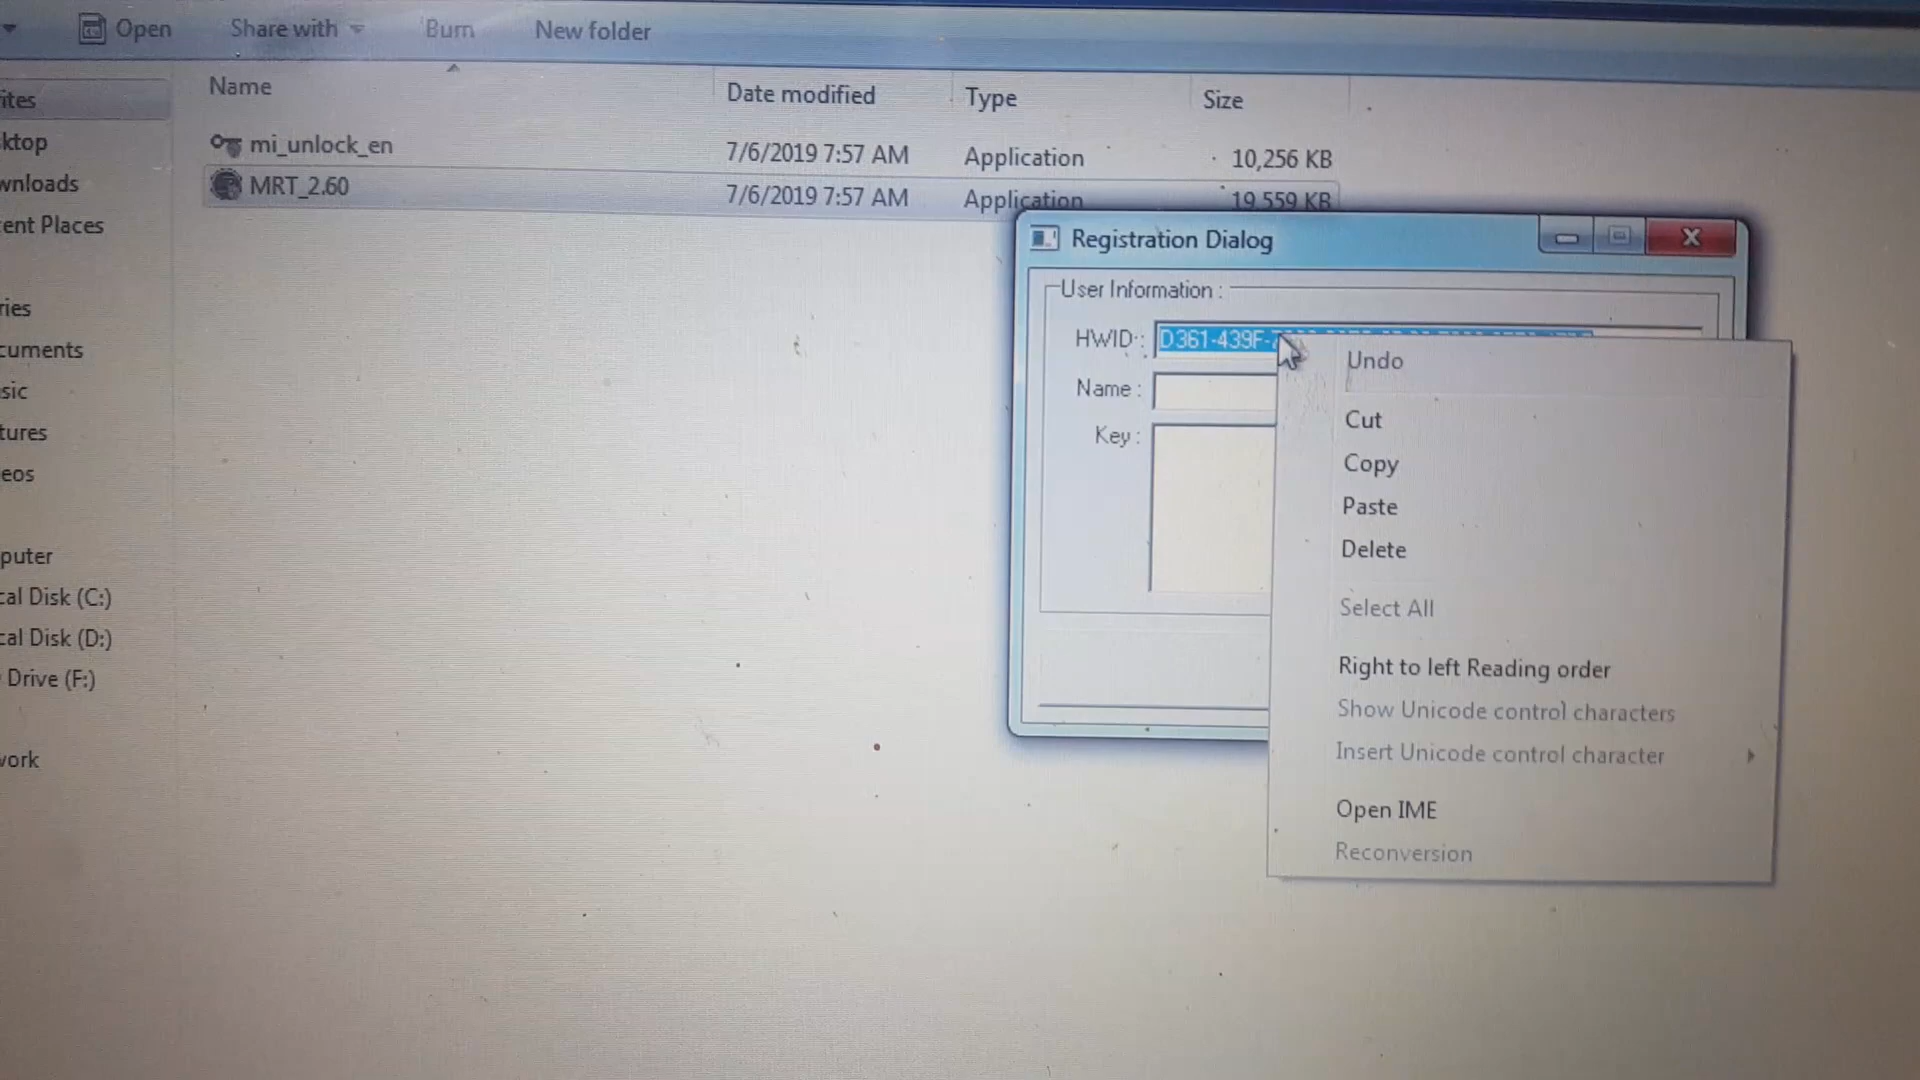 Open Share with Burn New folder
Name Date modified Type Size
mi_unlock_en 7/6/2019 7:57 AM Application 10,256 KB
MRT_2.60 7/6/2019 7:57 AM Application 19,559 KB
ites
ktop
wnloads
ent Places
ries
cuments
sic
tures
eos
puter
cal Disk (C:)
cal Disk (D:)
Drive (F:)
work
Registration Dialog
User Information :
HWID :
D361-439F-
Name :
Key :
Undo
Cut
Copy
Paste
Delete
Select All
Right to left Reading order
Show Unicode control characters
Insert Unicode control character
Open IME
Reconversion